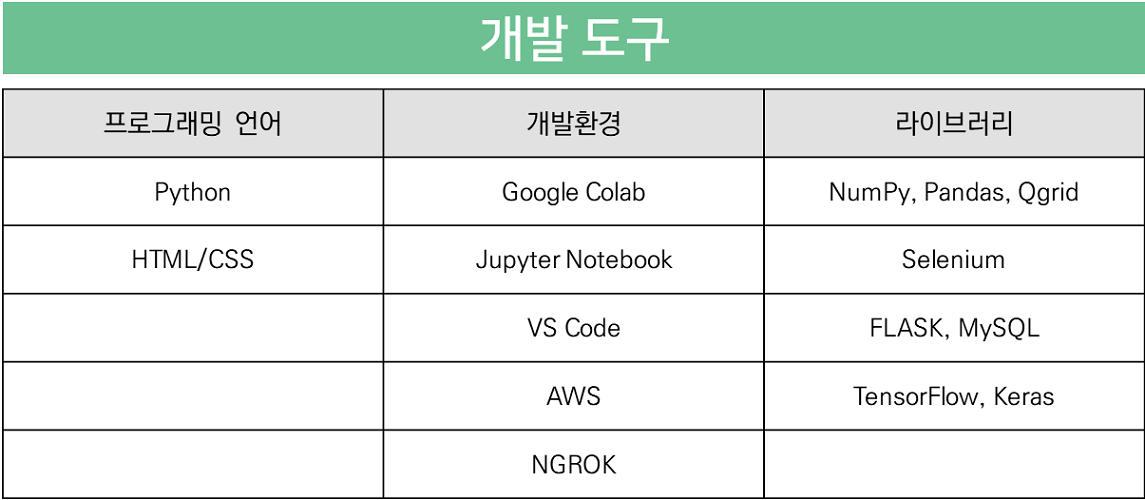 개발 도구
프로그래밍 언어 개발환경 라이브러리
Python Google Colab NumPy, Pandas, Qgrid
HTML/CSS Jupyter Notebook Selenium
VS Code FLASK, MySQL
AWS TensorFlow, Keras
NGROK